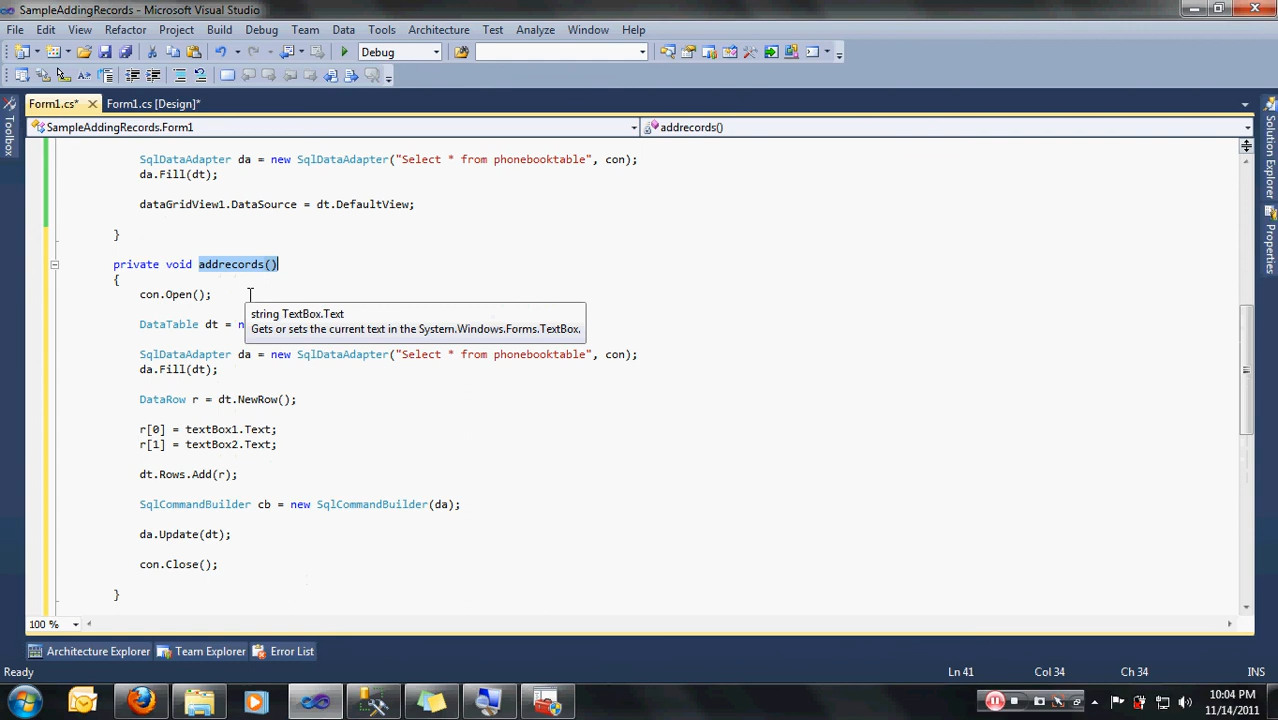 SampleAddingRecords - Microsoft Visual Studio
File Edit View Refactor Project Build Debug Team Data Tools Architecture Test Analyze Window Help
Debug
Form1.cs* Form1.cs [Design]*
SampleAddingRecords.Form1 addrecords()
Toolbox
Solution Explorer
Properties
SqlDataAdapter da = new SqlDataAdapter("Select * from phonebooktable", con);
da.Fill(dt);
dataGridView1.DataSource = dt.DefaultView;
}
private void addrecords()
{
con.Open();
string TextBox.Text
Gets or sets the current text in the System.Windows.Forms.TextBox.
DataTable dt = n
SqlDataAdapter da = new SqlDataAdapter("Select * from phonebooktable", con);
da.Fill(dt);
DataRow r = dt.NewRow();
r[0] = textBox1.Text;
r[1] = textBox2.Text;
dt.Rows.Add(r);
SqlCommandBuilder cb = new SqlCommandBuilder(da);
da.Update(dt);
con.Close();
}
100 %
Architecture Explorer Team Explorer Error List
Ready Ln 41 Col 34 Ch 34 INS
10:04 PM
11/14/2011